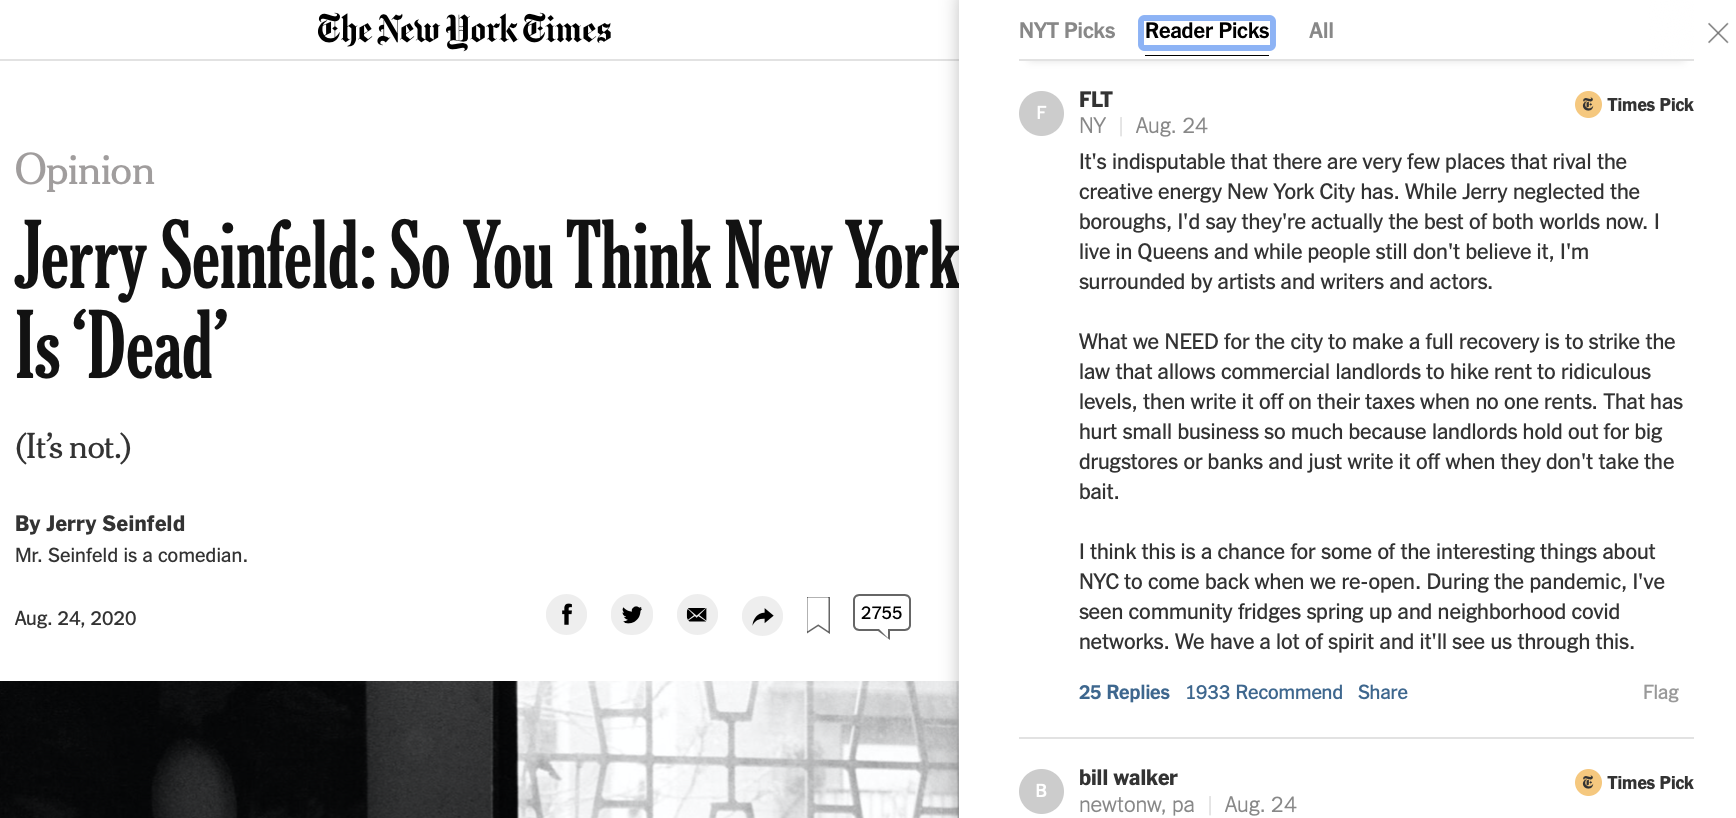 The New York Times
Opinion
Jerry Seinfeld: So You Think New York
Is ‘Dead’
(It’s not.)
By Jerry Seinfeld
Mr. Seinfeld is a comedian.
Aug. 24, 2020
2755
NYT Picks Reader Picks All
F
FLT
Times Pick
NY | Aug. 24
It's indisputable that there are very few places that rival the
creative energy New York City has. While Jerry neglected the
boroughs, I'd say they're actually the best of both worlds now. I
live in Queens and while people still don't believe it, I'm
surrounded by artists and writers and actors.
What we NEED for the city to make a full recovery is to strike the
law that allows commercial landlords to hike rent to ridiculous
levels, then write it off on their taxes when no one rents. That has
hurt small business so much because landlords hold out for big
drugstores or banks and just write it off when they don't take the
bait.
I think this is a chance for some of the interesting things about
NYC to come back when we re-open. During the pandemic, I've
seen community fridges spring up and neighborhood covid
networks. We have a lot of spirit and it'll see us through this.
25 Replies 1933 Recommend Share Flag
B
bill walker
Times Pick
newtonw, pa | Aug. 24